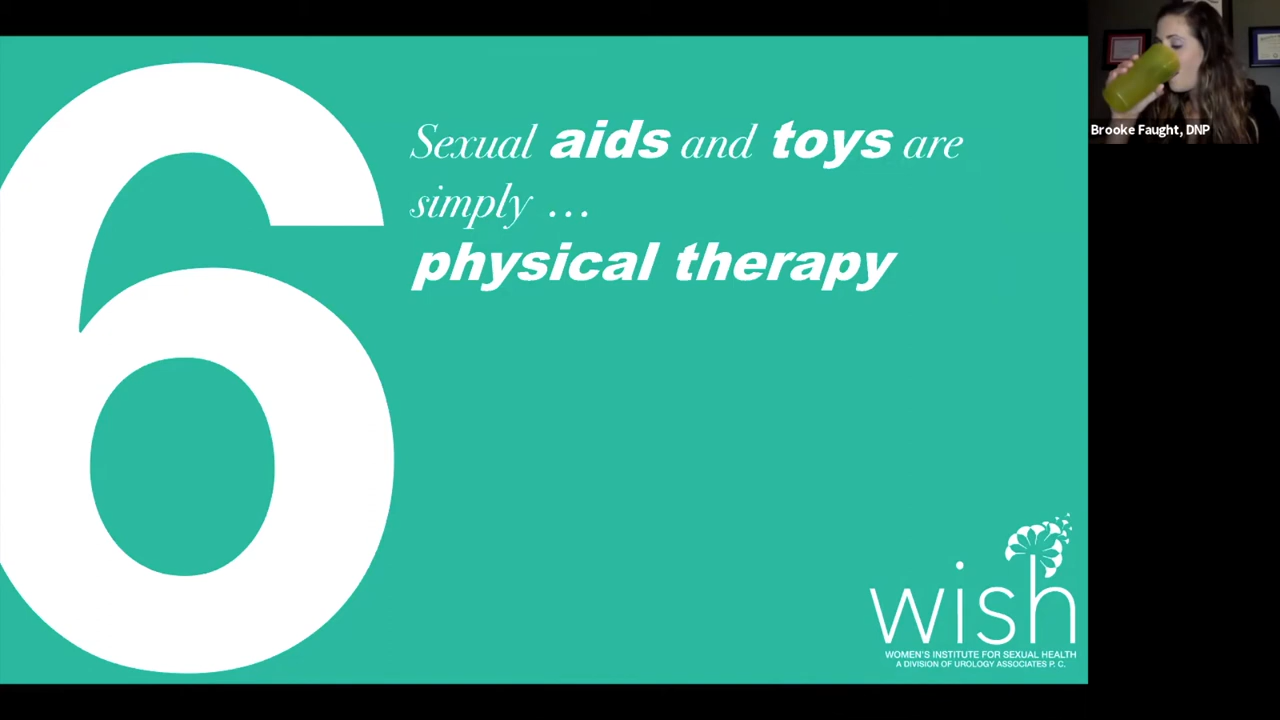 6
Sexual aids and toys are
simply ...
physical therapy
wish
WOMEN'S INSTITUTE FOR SEXUAL HEALTH
A DIVISION OF UROLOGY ASSOCIATES P. C.
Brooke Faught, DNP